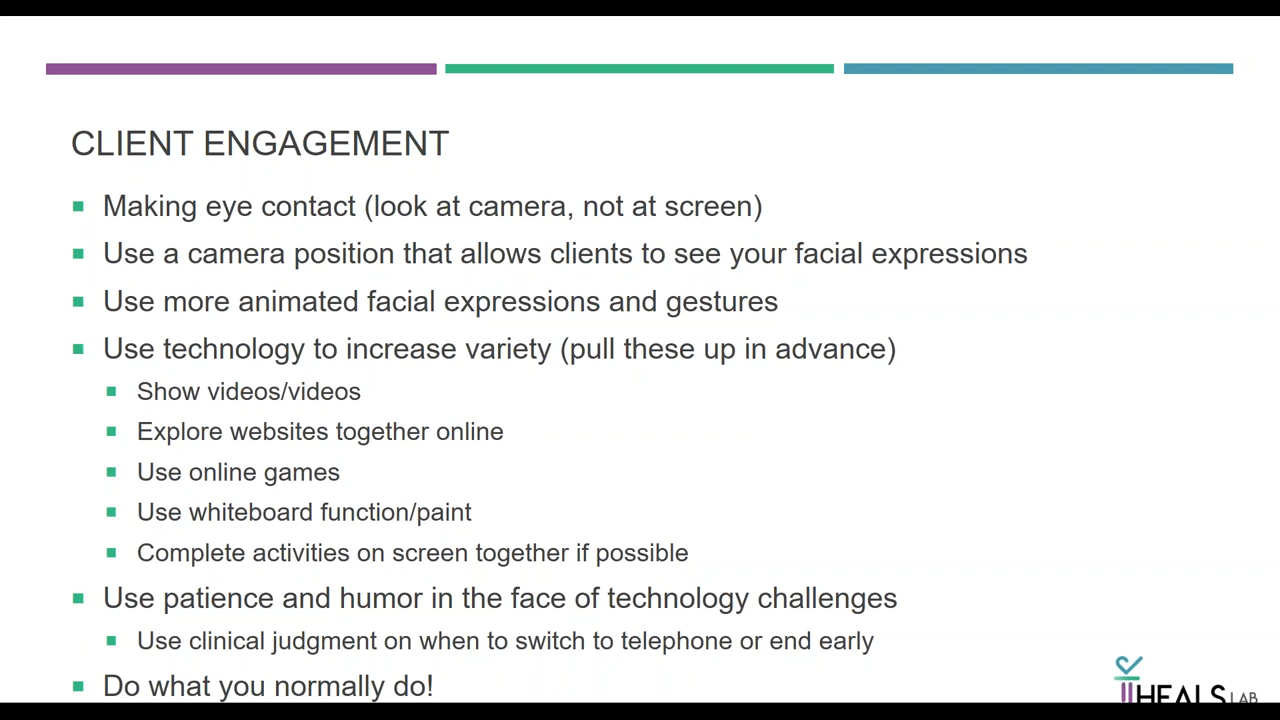 CLIENT ENGAGEMENT
Making eye contact (look at camera, not at screen)
Use a camera position that allows clients to see your facial expressions
Use more animated facial expressions and gestures
Use technology to increase variety (pull these up in advance)
Show videos/videos
Explore websites together online
Use online games
Use whiteboard function/paint
Complete activities on screen together if possible
Use patience and humor in the face of technology challenges
Use clinical judgment on when to switch to telephone or end early
Do what you normally do!
HEALS LAB